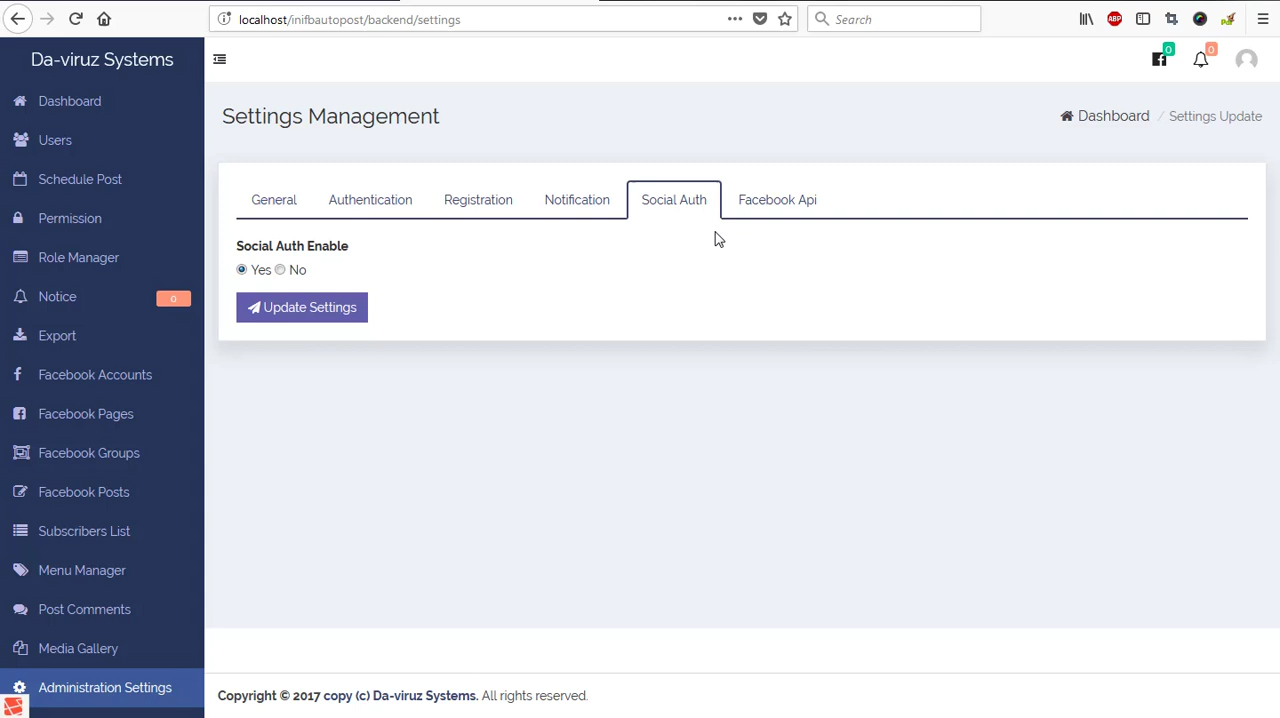 localhost/inifbautopost/backend/settings
Search
ABP
Da-viruz Systems
0
0
Dashboard
Users
Schedule Post
Permission
Role Manager
Notice
0
Export
Facebook Accounts
Facebook Pages
Facebook Groups
Facebook Posts
Subscribers List
Menu Manager
Post Comments
Media Gallery
Administration Settings
Settings Management
Dashboard / Settings Update
General
Authentication
Registration
Notification
Social Auth
Facebook Api
Social Auth Enable
Yes No
Update Settings
Copyright © 2017 copy (c) Da-viruz Systems. All rights reserved.